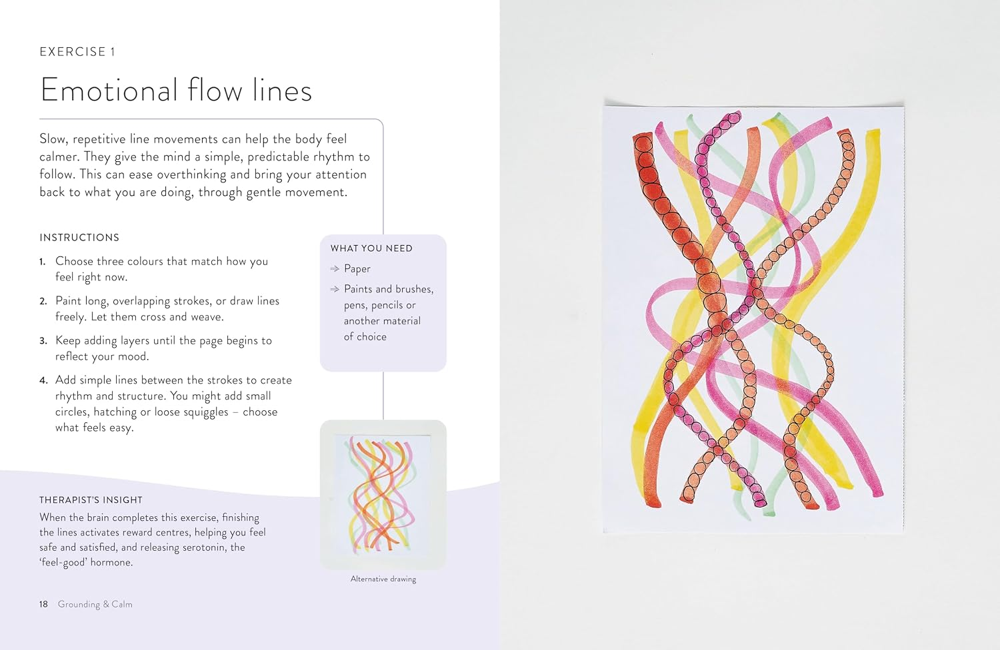 EXERCISE 1
Emotional flow lines
Slow, repetitive line movements can help the body feel
calmer. They give the mind a simple, predictable rhythm to
follow. This can ease overthinking and bring your attention
back to what you are doing, through gentle movement.
INSTRUCTIONS
1. Choose three colours that match how you
feel right now.
2. Paint long, overlapping strokes, or draw lines
freely. Let them cross and weave.
3. Keep adding layers until the page begins to
reflect your mood.
4. Add simple lines between the strokes to create
rhythm and structure. You might add small
circles, hatching or loose squiggles – choose
what feels easy.
WHAT YOU NEED
⇒ Paper
⇒ Paints and brushes,
pens, pencils or
another material
of choice
THERAPIST’S INSIGHT
When the brain completes this exercise, finishing
the lines activates reward centres, helping you feel
safe and satisfied, and releasing serotonin, the
‘feel-good’ hormone.
Alternative drawing
18 Grounding & Calm